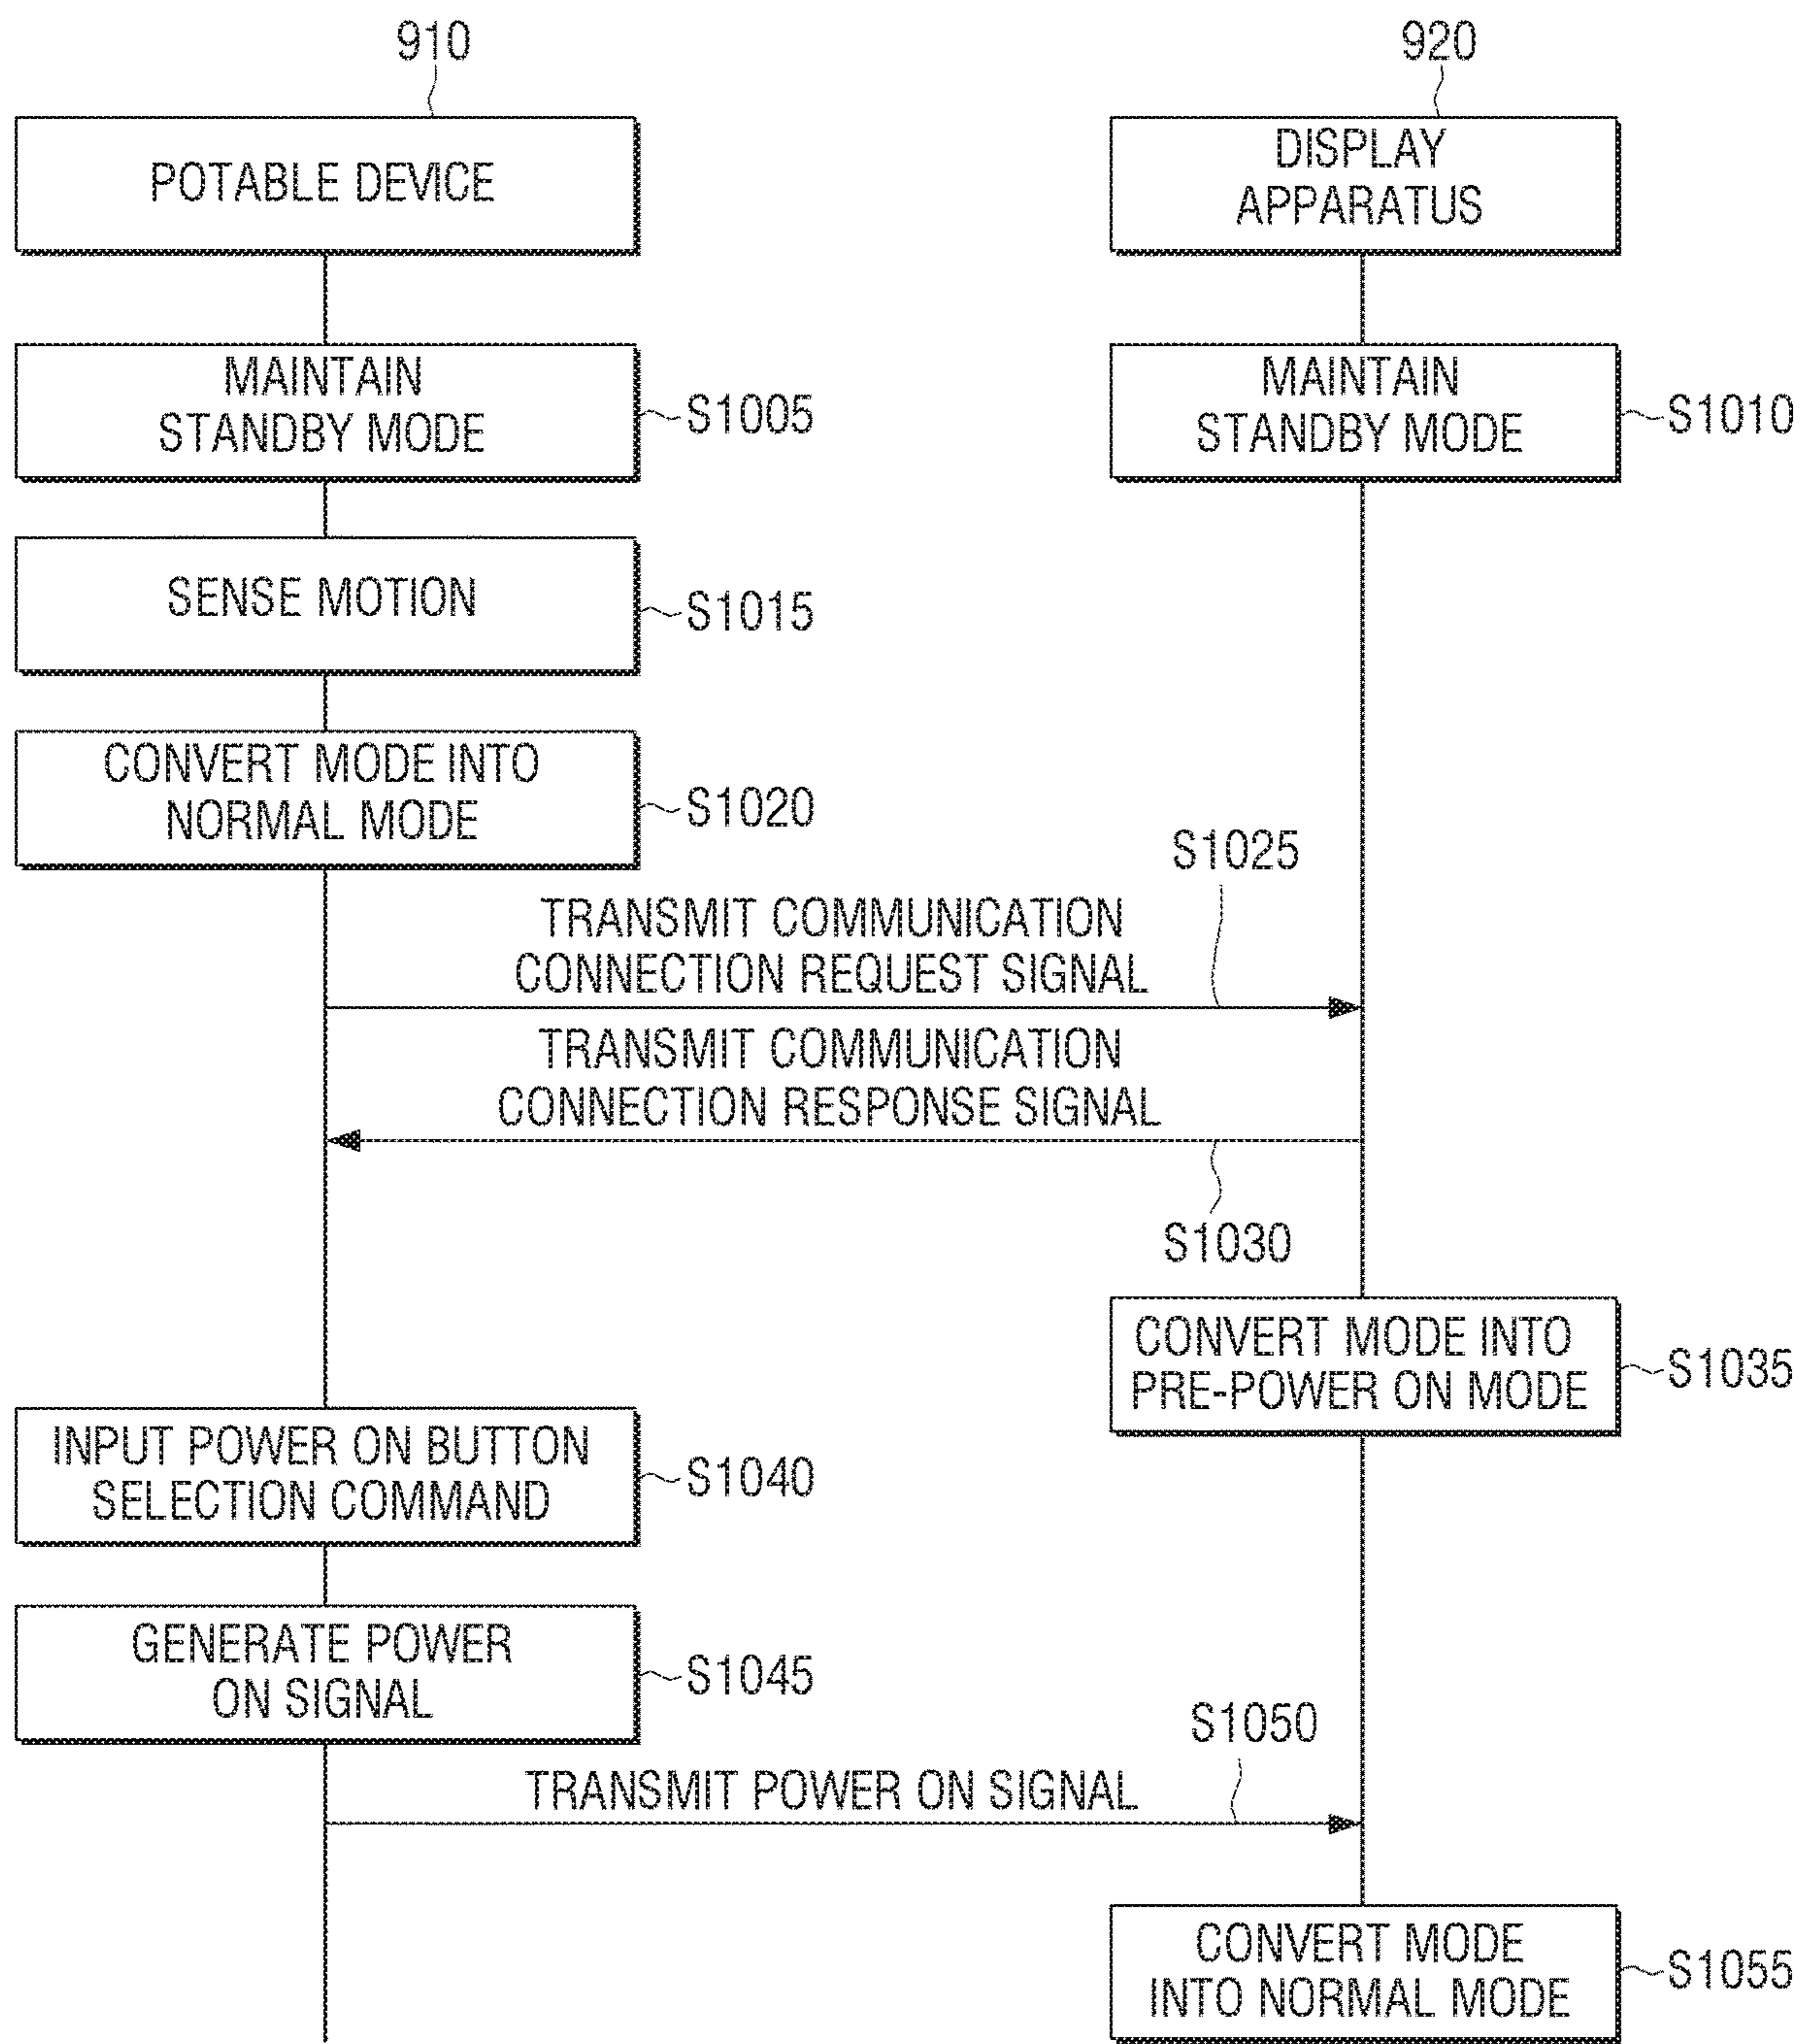 910
920
POTABLE DEVICE
DISPLAY
APPARATUS
MAINTAIN
STANDBY MODE
S1005
MAINTAIN
STANDBY MODE
S1010
SENSE MOTION
S1015
CONVERT MODE INTO
NORMAL MODE
S1020
S1025
TRANSMIT COMMUNICATION
CONNECTION REQUEST SIGNAL
TRANSMIT COMMUNICATION
CONNECTION RESPONSE SIGNAL
S1030
CONVERT MODE INTO
PRE-POWER ON MODE
S1035
INPUT POWER ON BUTTON
SELECTION COMMAND
S1040
GENERATE POWER
ON SIGNAL
S1045
S1050
TRANSMIT POWER ON SIGNAL
CONVERT MODE
INTO NORMAL MODE
S1055